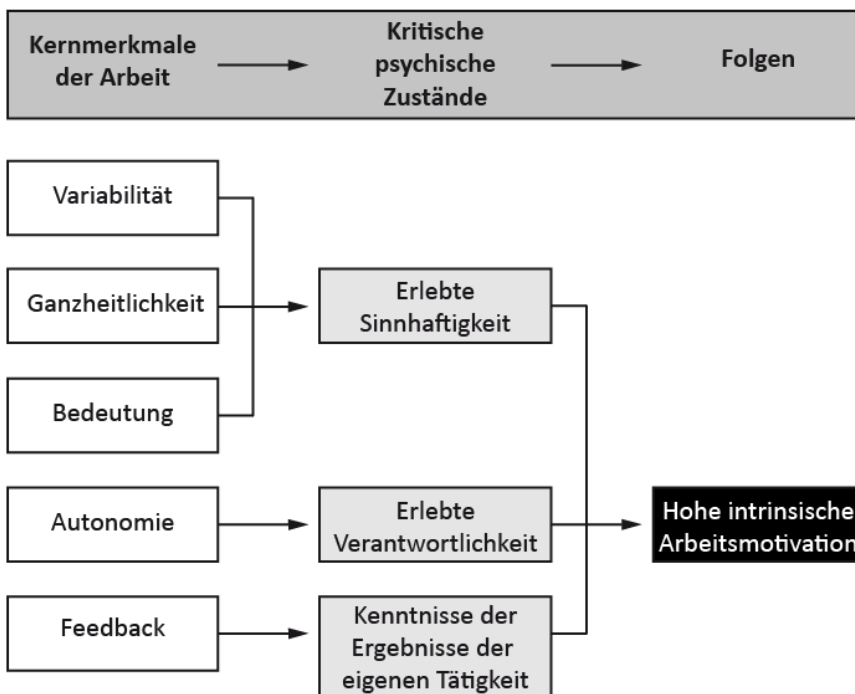 Kernmerkmale
der Arbeit
Kritische
psychische
Zustände
Folgen
Variabilität
Ganzheitlichkeit
Bedeutung
Autonomie
Feedback
Erlebte
Sinnhaftigkeit
Erlebte
Verantwortlichkeit
Kenntnisse der
Ergebnisse der
eigenen Tätigkeit
Hohe intrinsische
Arbeitsmotivation